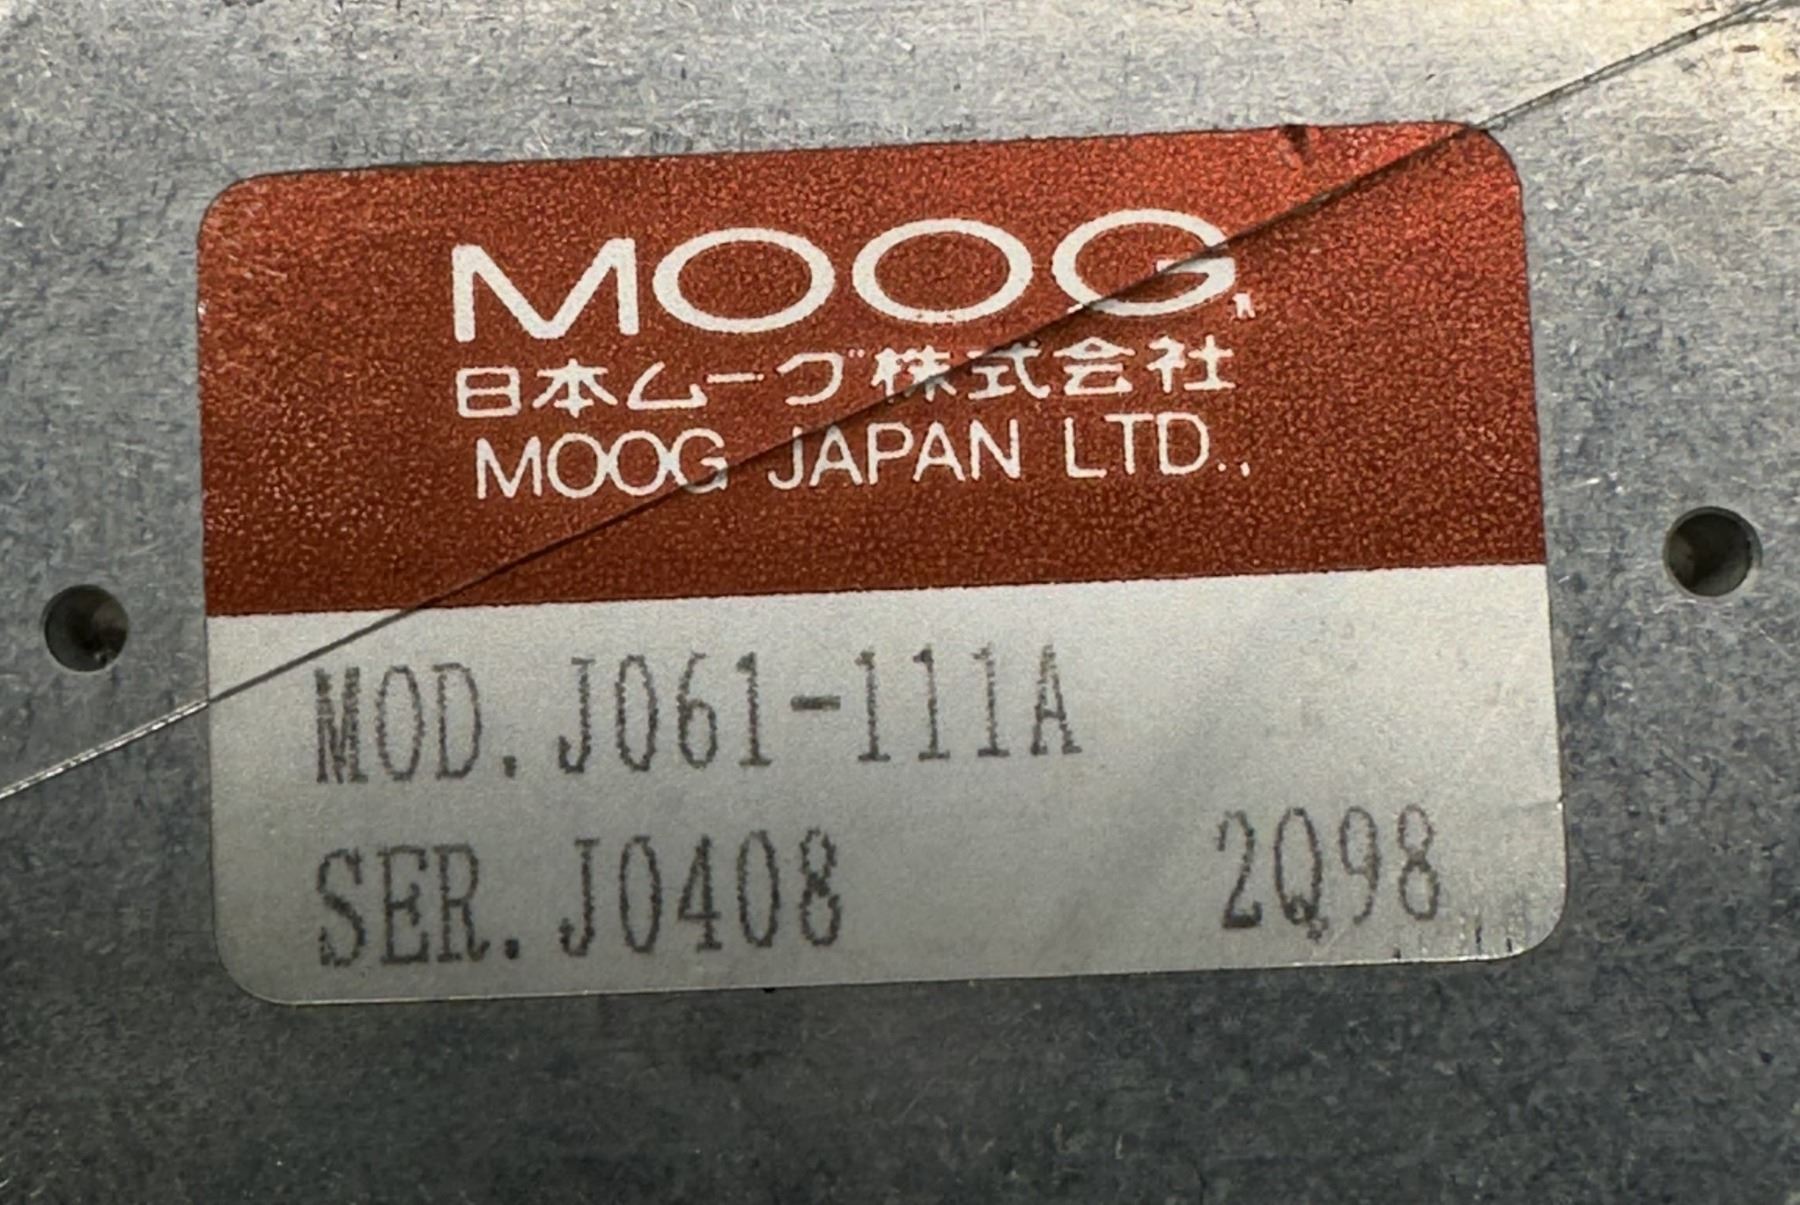 MOOG
日本ムーグ株式会社
MOOG JAPAN LTD.,
MOD. J061-111A
SER. J0408 2Q98